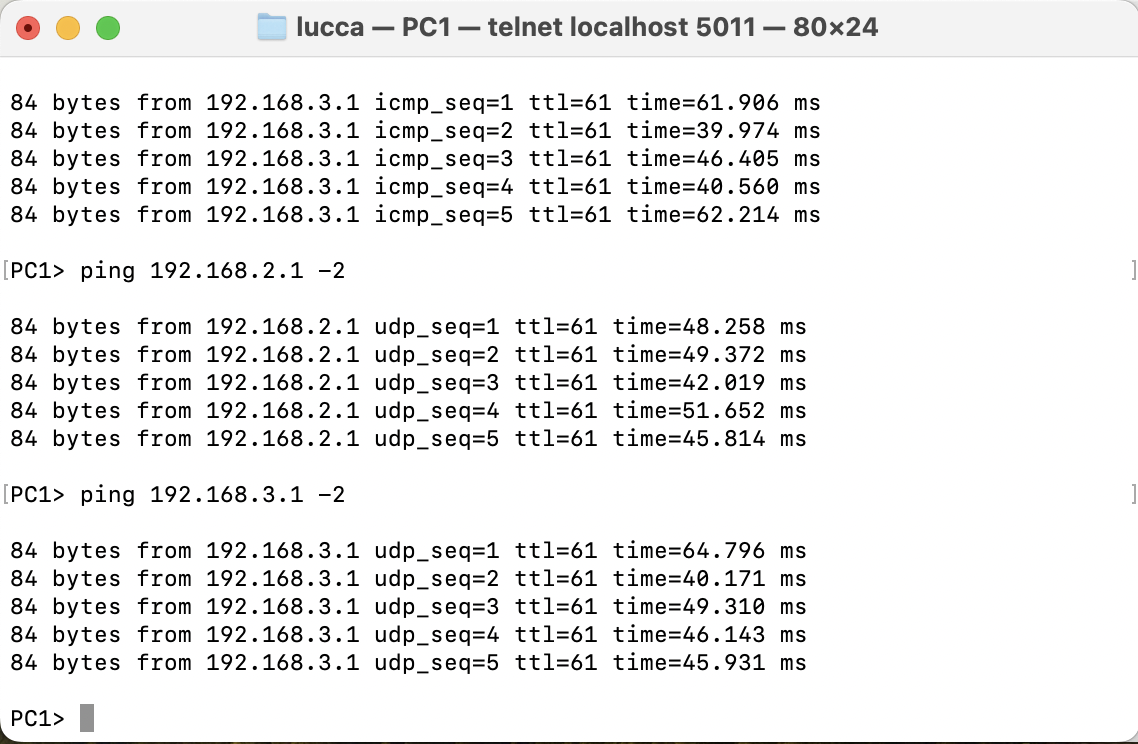 lucca — PC1 — telnet localhost 5011 — 80×24
84 bytes from 192.168.3.1 icmp_seq=1 ttl=61 time=61.906 ms
84 bytes from 192.168.3.1 icmp_seq=2 ttl=61 time=39.974 ms
84 bytes from 192.168.3.1 icmp_seq=3 ttl=61 time=46.405 ms
84 bytes from 192.168.3.1 icmp_seq=4 ttl=61 time=40.560 ms
84 bytes from 192.168.3.1 icmp_seq=5 ttl=61 time=62.214 ms
[PC1> ping 192.168.2.1 -2 ]
84 bytes from 192.168.2.1 udp_seq=1 ttl=61 time=48.258 ms
84 bytes from 192.168.2.1 udp_seq=2 ttl=61 time=49.372 ms
84 bytes from 192.168.2.1 udp_seq=3 ttl=61 time=42.019 ms
84 bytes from 192.168.2.1 udp_seq=4 ttl=61 time=51.652 ms
84 bytes from 192.168.2.1 udp_seq=5 ttl=61 time=45.814 ms
[PC1> ping 192.168.3.1 -2 ]
84 bytes from 192.168.3.1 udp_seq=1 ttl=61 time=64.796 ms
84 bytes from 192.168.3.1 udp_seq=2 ttl=61 time=40.171 ms
84 bytes from 192.168.3.1 udp_seq=3 ttl=61 time=49.310 ms
84 bytes from 192.168.3.1 udp_seq=4 ttl=61 time=46.143 ms
84 bytes from 192.168.3.1 udp_seq=5 ttl=61 time=45.931 ms
PC1>